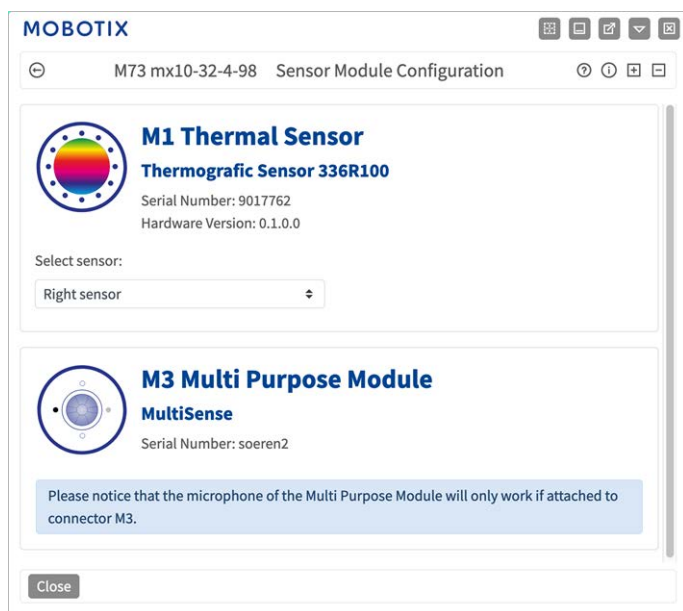 MOBOTIX
M73 mx10-32-4-98 Sensor Module Configuration
M1 Thermal Sensor
Thermografic Sensor 336R100
Serial Number: 9017762
Hardware Version: 0.1.0.0
Select sensor:
Right sensor
M3 Multi Purpose Module
MultiSense
Serial Number: soeren2
Please notice that the microphone of the Multi Purpose Module will only work if attached to
connector M3.
Close